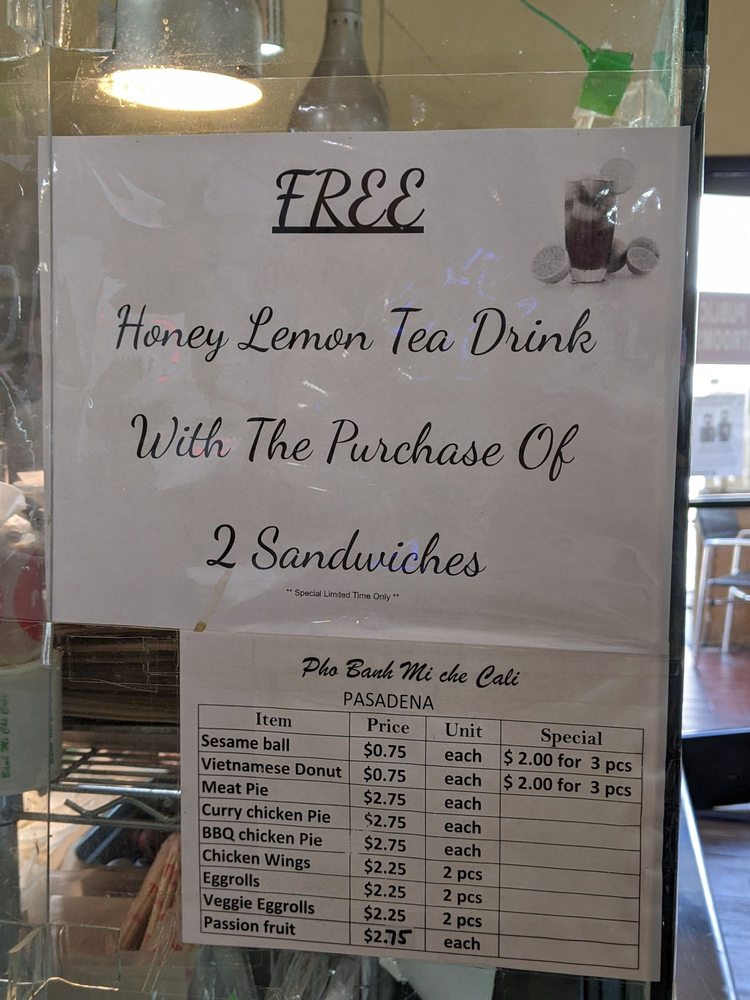 FREE
Honey Lemon Tea Drink
With The Purchase Of
2 Sandwiches
** Special Limited Time Only **
Pho Banh Mi che Cali
PASADENA
Item Price Unit Special
Sesame ball $0.75 each $ 2.00 for 3 pcs
Vietnamese Donut $0.75 each $ 2.00 for 3 pcs
Meat Pie $2.75 each
Curry chicken Pie $2.75 each
BBQ chicken Pie $2.75 each
Chicken Wings $2.25 2 pcs
Eggrolls $2.25 2 pcs
Veggie Eggrolls $2.25 2 pcs
Passion fruit $2.75 each
Banh Mi Che Cali